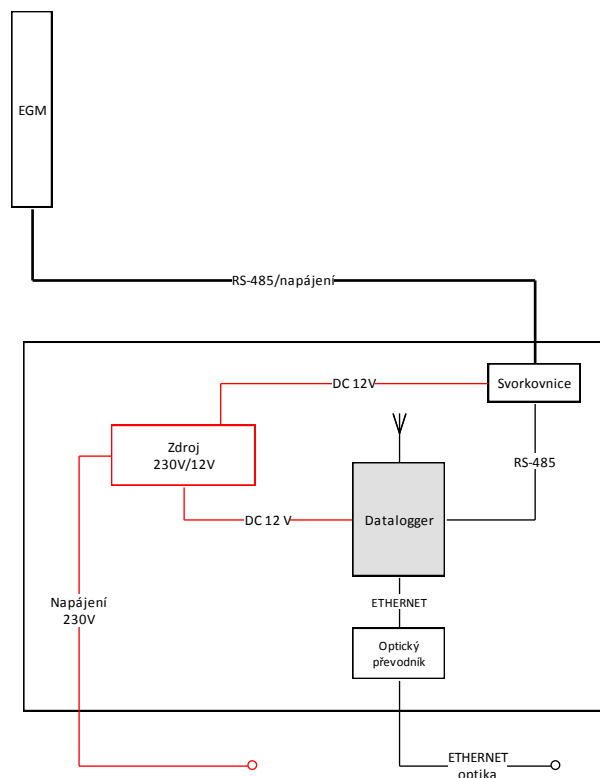 EGM
RS-485/napájení
Svorkovnice
DC 12V
Zdroj
230V/12V
RS-485
DC 12 V
Datalogger
Napájení
230V
ETHERNET
Optický
převodník
ETHERNET
optika